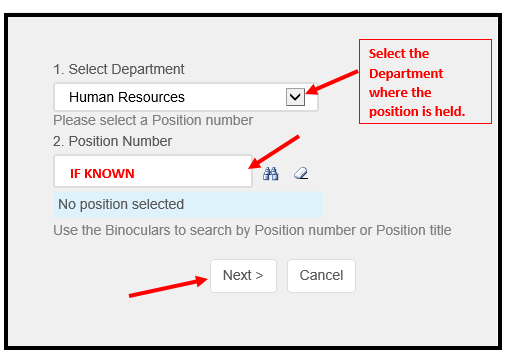 1. Select Department
Human Resources
Please select a Position number
2. Position Number
IF KNOWN
No position selected
Use the Binoculars to search by Position number or Position title
Next >
Cancel
Select the
Department
where the
position is held.